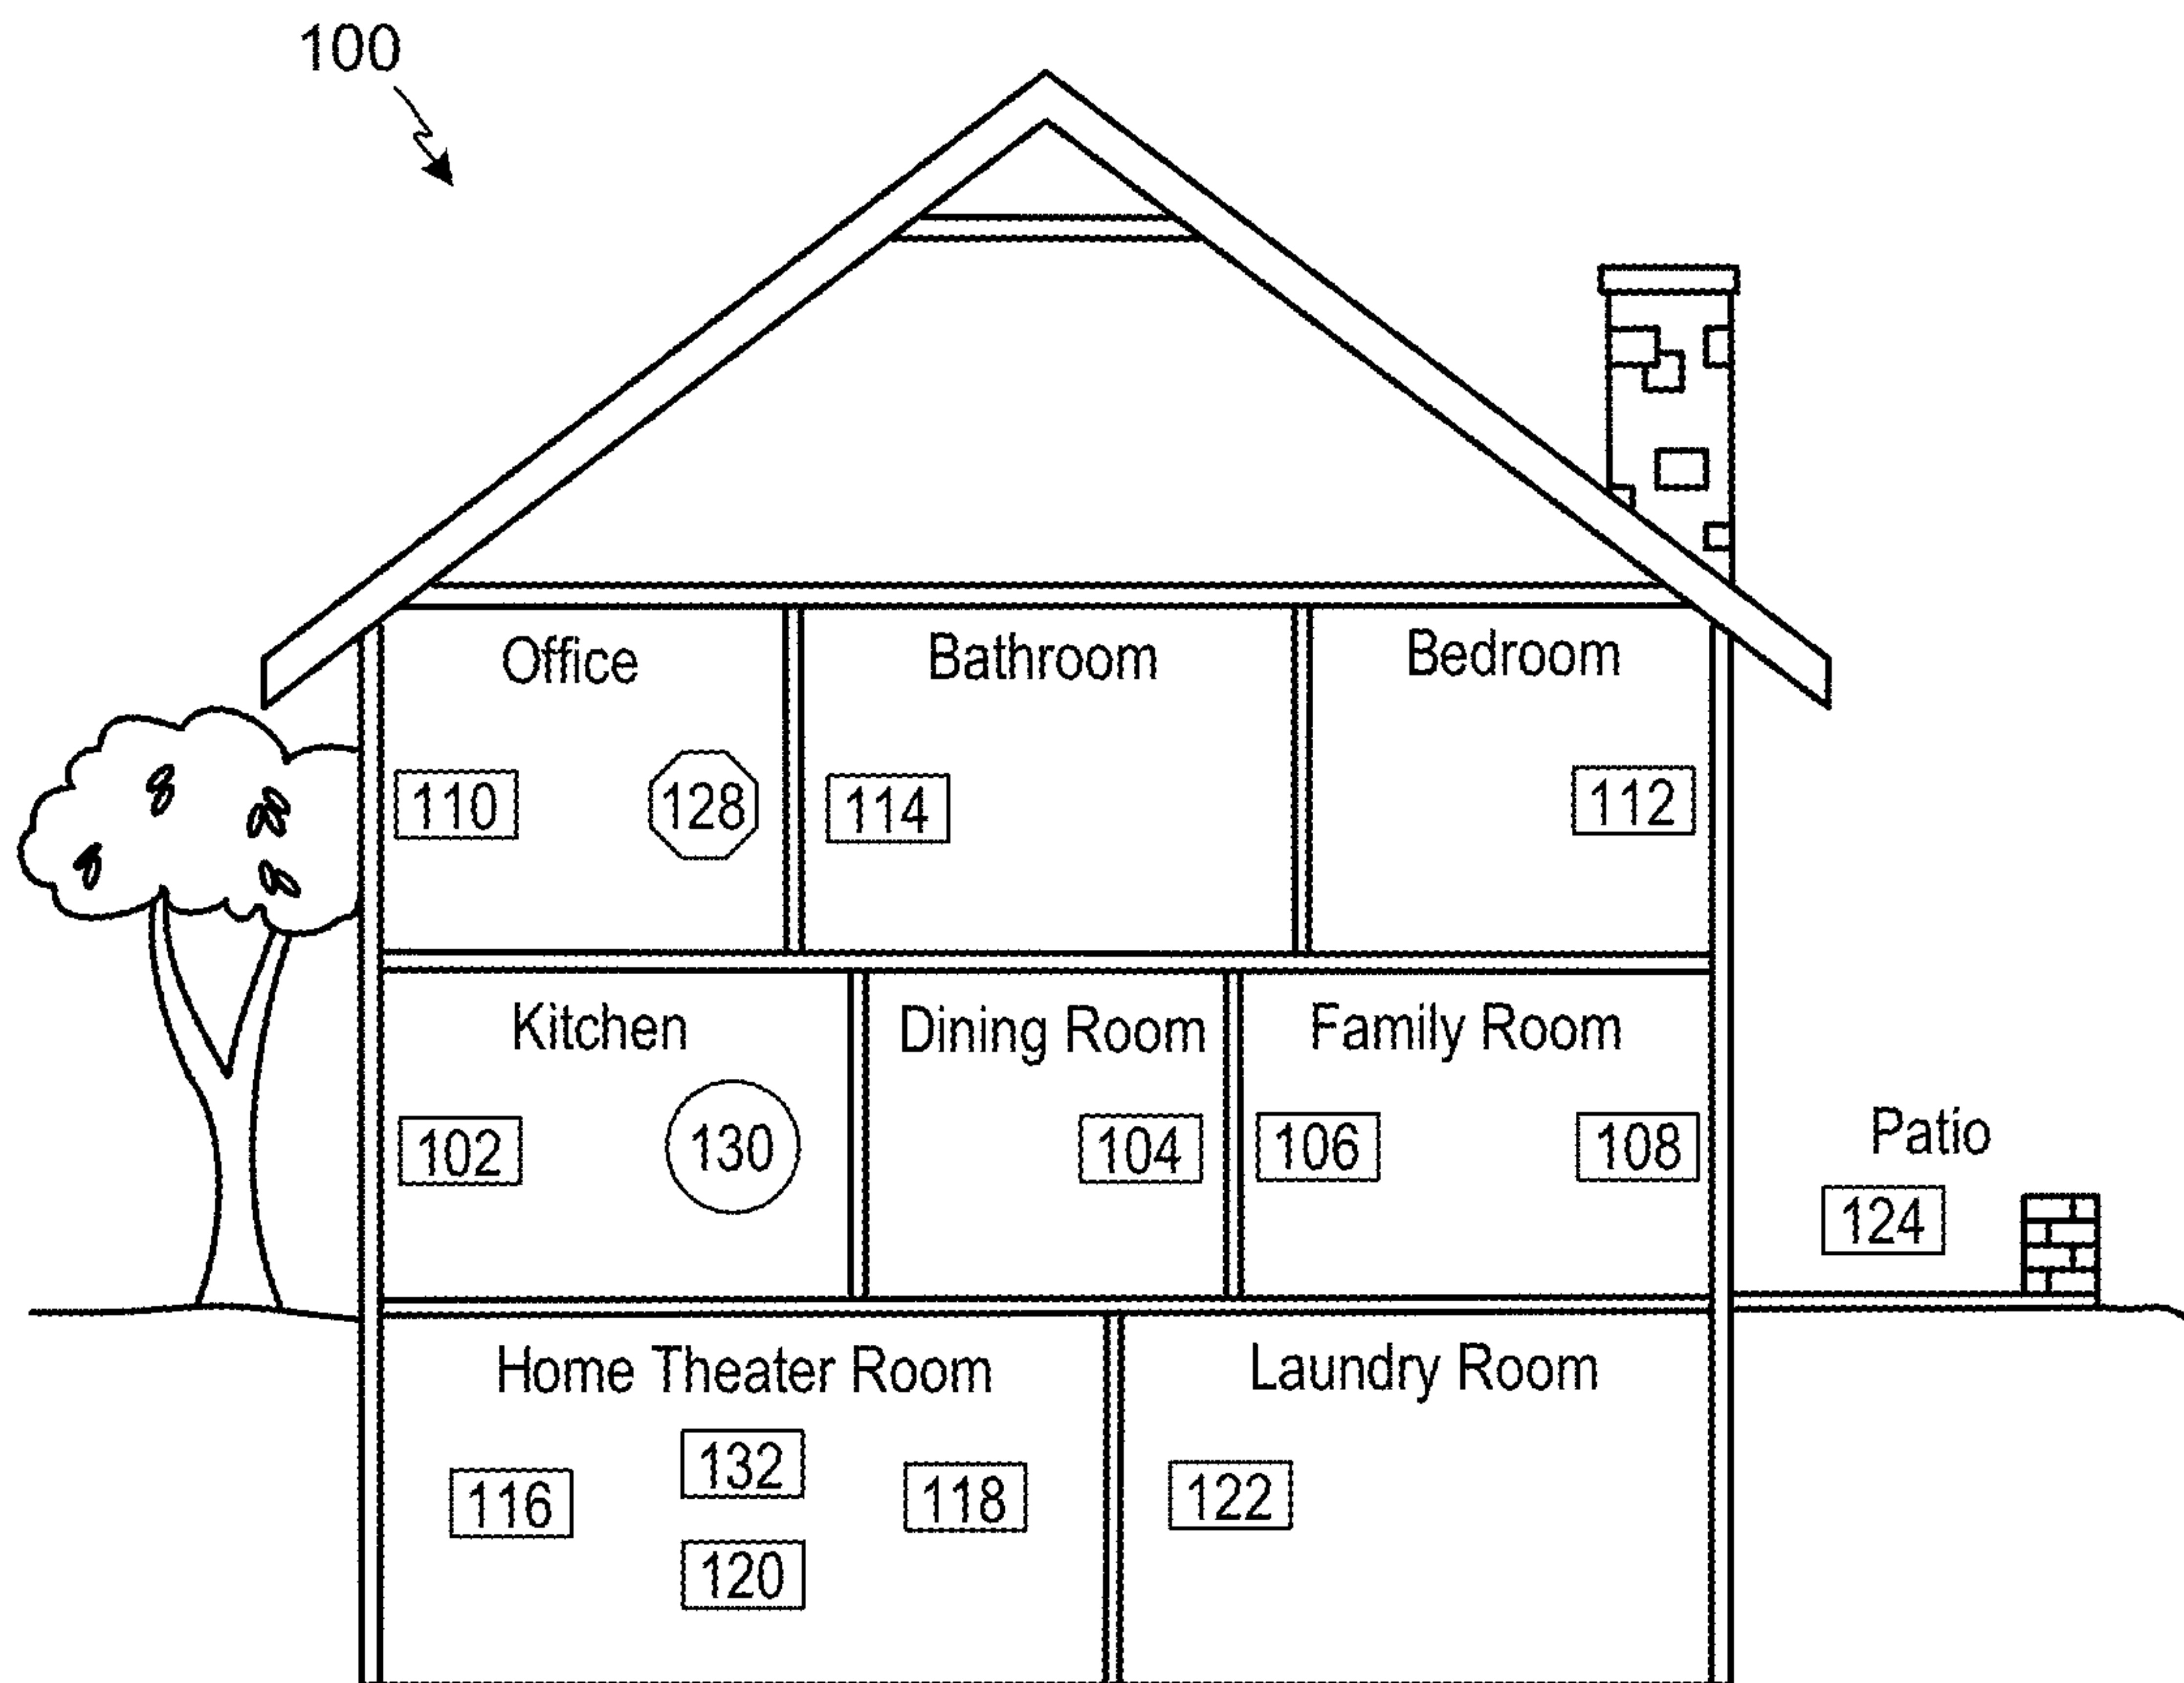 100
Office
Bathroom
Bedroom
110
128
114
112
Kitchen
Dining Room
Family Room
102
130
104
106
108
Patio
124
Home Theater Room
Laundry Room
116
132
118
120
122